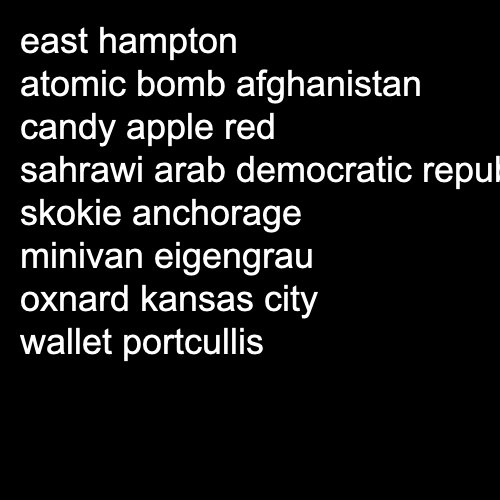 east hampton
atomic bomb afghanistan
candy apple red
sahrawi arab democratic
skokie anchorage
minivan eigengrau
oxnard kansas city
wallet portcullis